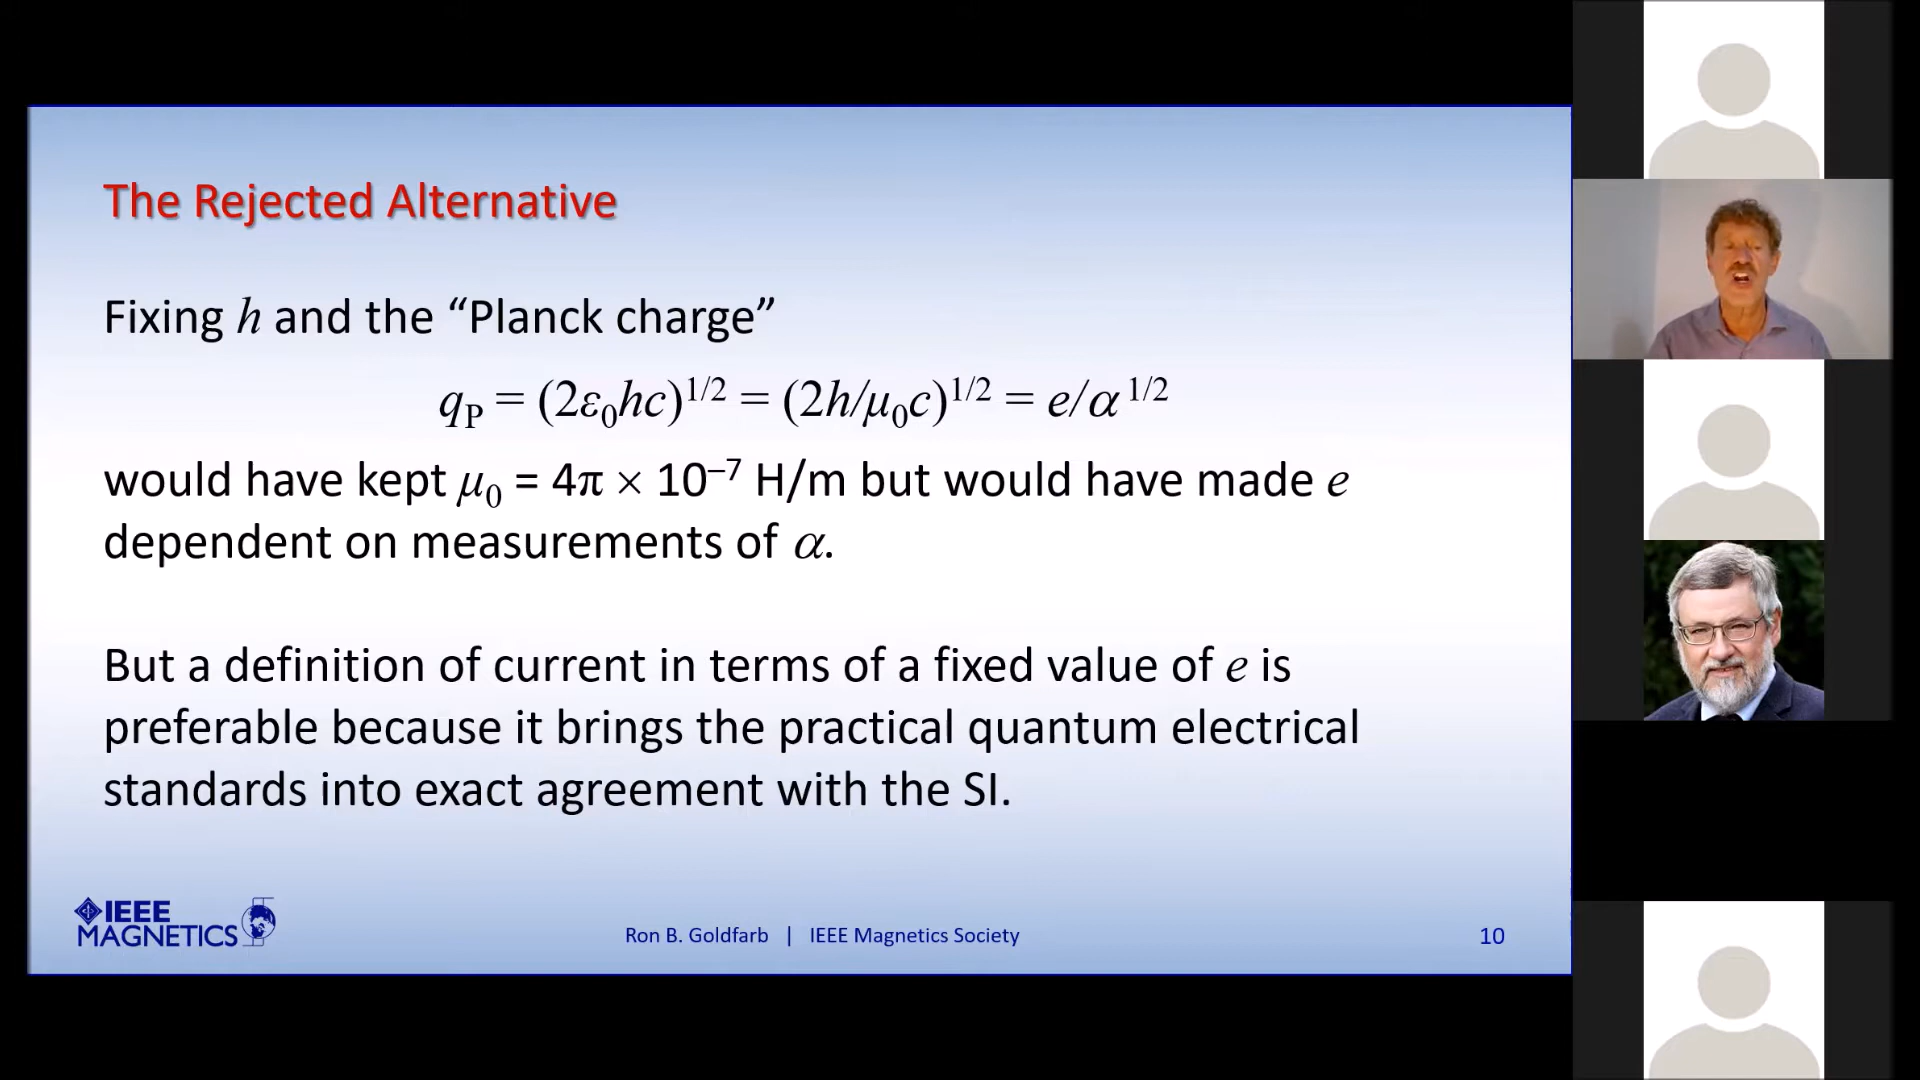 The Rejected Alternative
Fixing h and the “Planck charge”
qP = (2ε₀hc)^1/2 = (2h/μ₀c)^1/2 = e/α^1/2
would have kept μ₀ = 4π × 10⁻⁷ H/m but would have made e
dependent on measurements of α.
But a definition of current in terms of a fixed value of e is
preferable because it brings the practical quantum electrical
standards into exact agreement with the SI.
IEEE
MAGNETICS
Ron B. Goldfarb | IEEE Magnetics Society
10